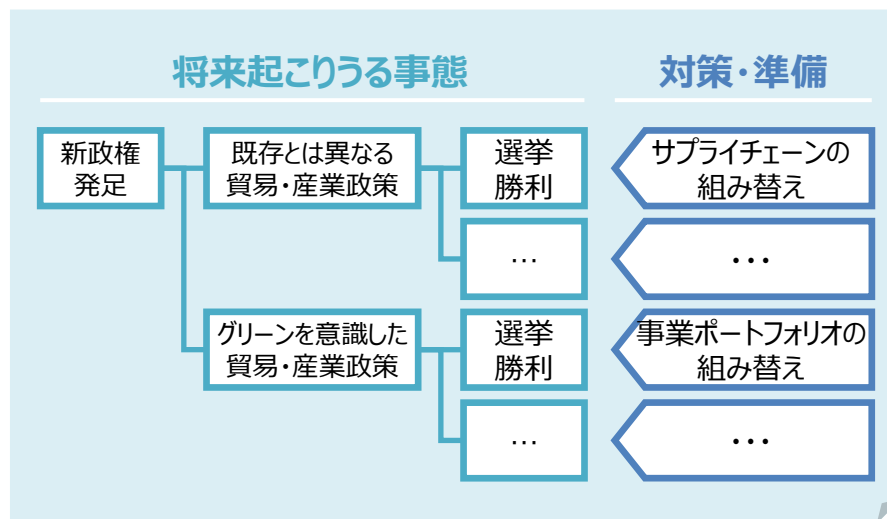 将来起こりうる事態
対策・準備
新政権
発足
既存とは異なる
貿易・産業政策
選挙
勝利
サプライチェーンの
組み替え
…
・・・
グリーンを意識した
貿易・産業政策
選挙
勝利
事業ポートフォリオの
組み替え
…
・・・